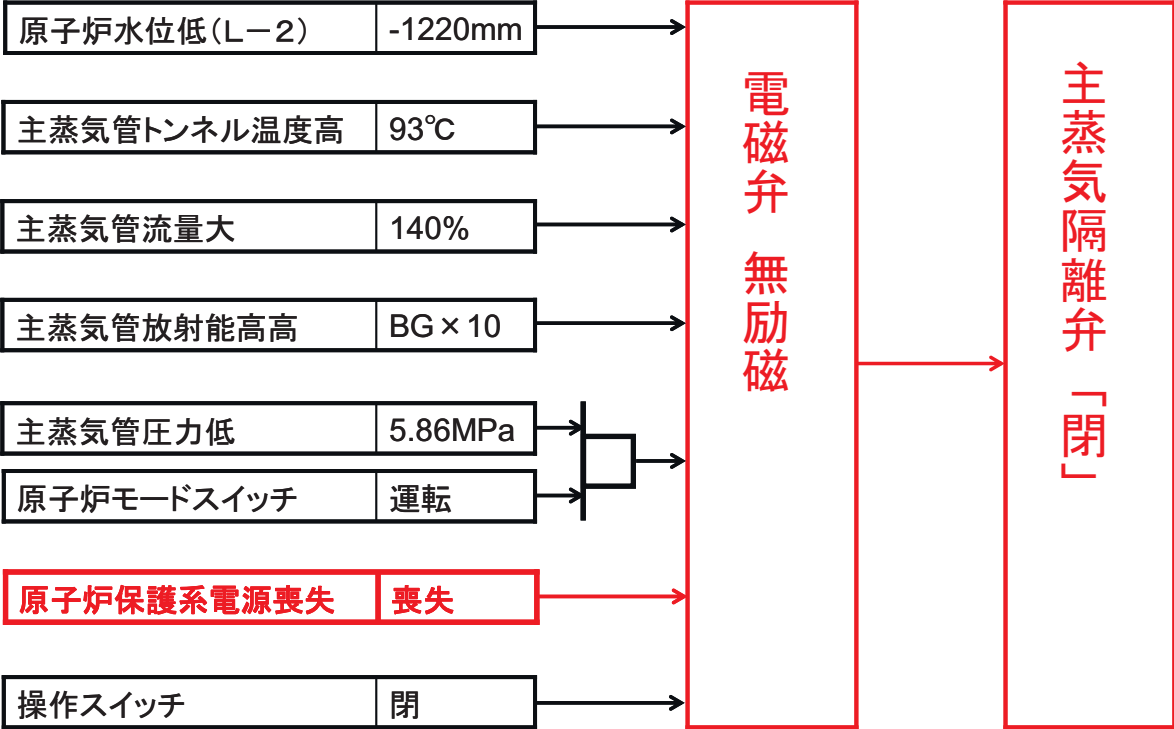 原子炉水位低(L－2) -1220mm
主蒸気管トンネル温度高 93℃
主蒸気管流量大 140%
主蒸気管放射能高高 BG×10
主蒸気管圧力低 5.86MPa
原子炉モードスイッチ 運転
原子炉保護系電源喪失 喪失
操作スイッチ 閉
電磁弁 無励磁
主蒸気隔離弁「閉」